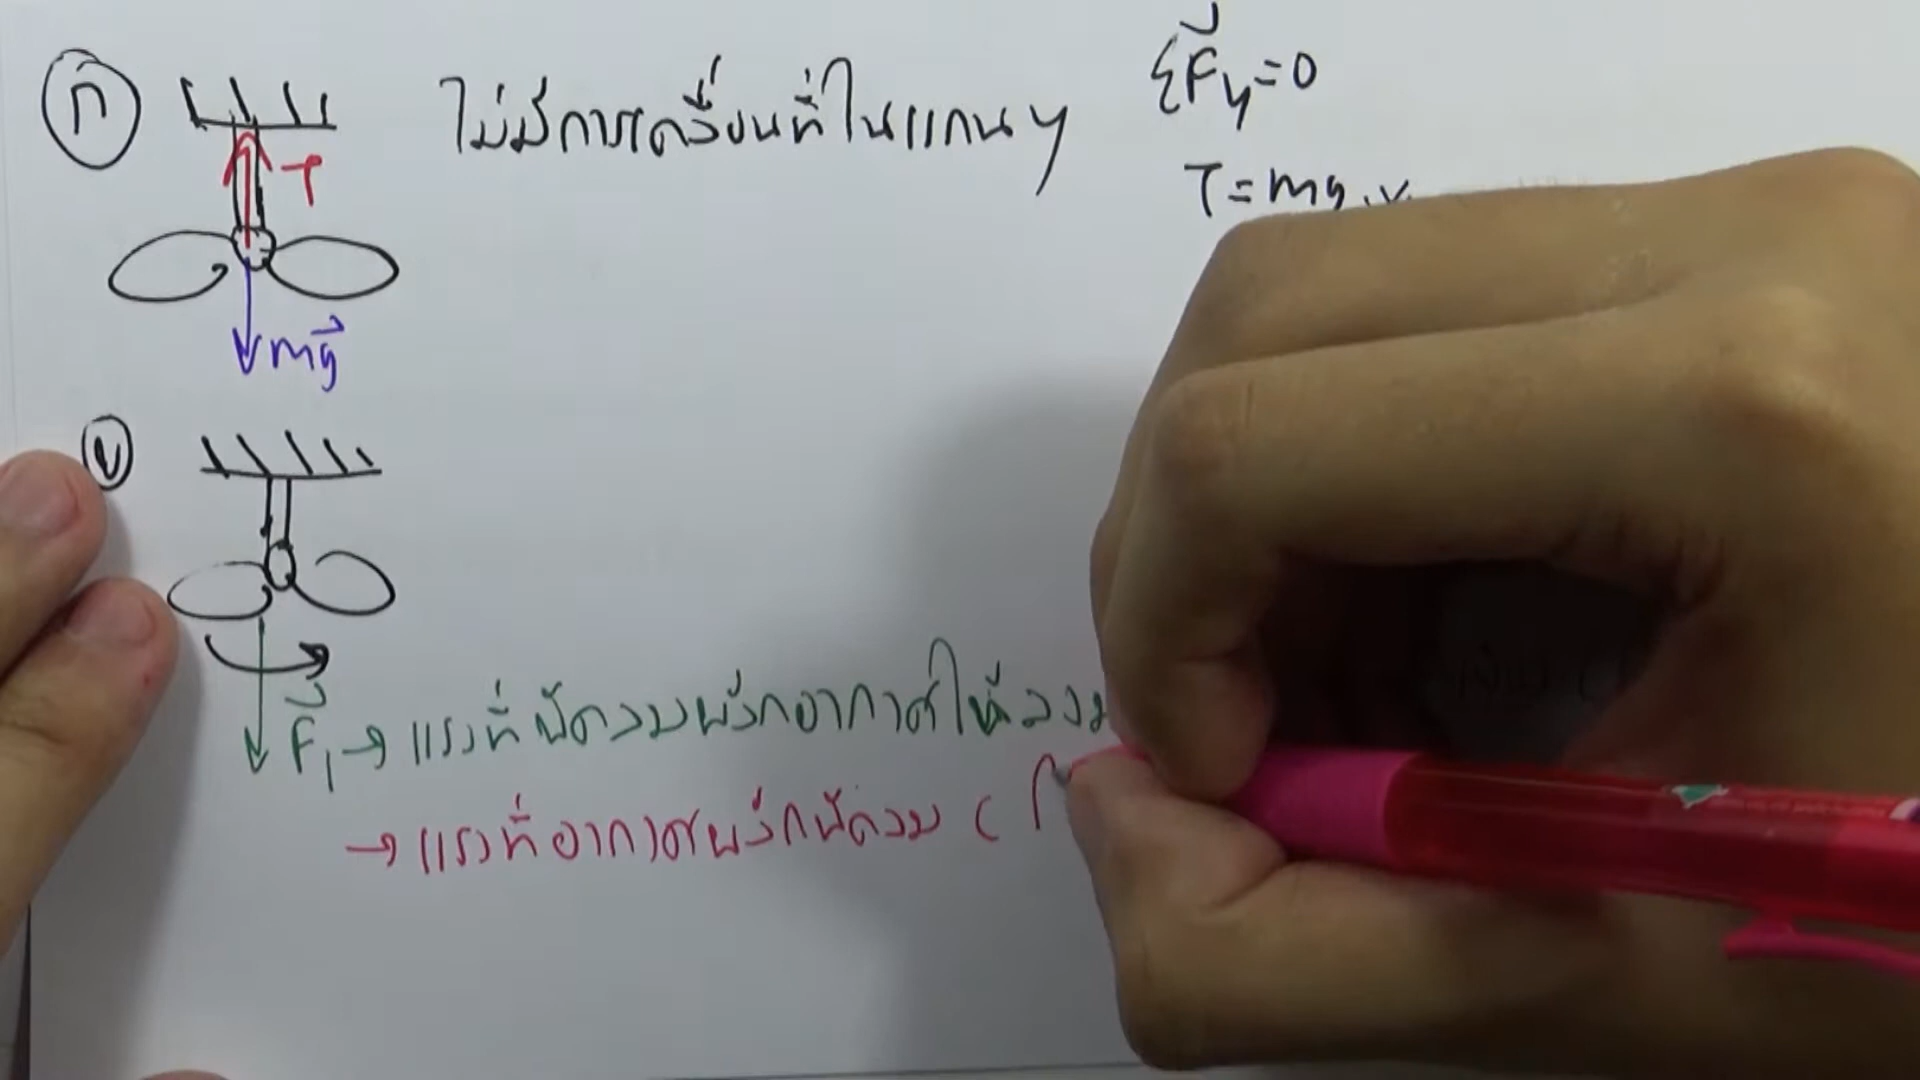 ก
ไม่มีการเคลื่อนที่ในแกน y
ΣF⃗y=0
T=mg
T
mg⃗
ข
F⃗₁ → แรงที่พัดลมผลักอากาศให้ลง
→ แรงที่อากาศผลักพัดลม (